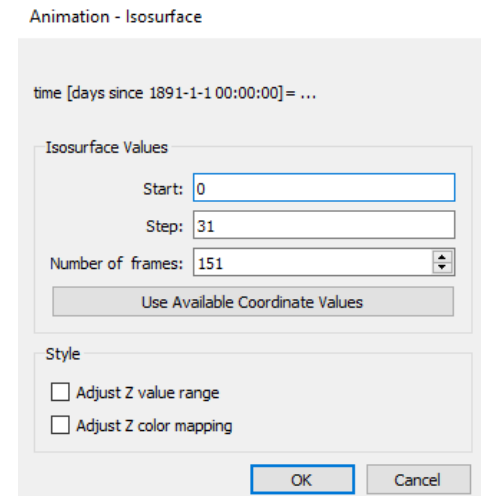 Animation - Isosurface
time [days since 1891-1-1 00:00:00] = ...
Isosurface Values
Start: 0
Step: 31
Number of frames: 151
Use Available Coordinate Values
Style
Adjust Z value range
Adjust Z color mapping
OK Cancel